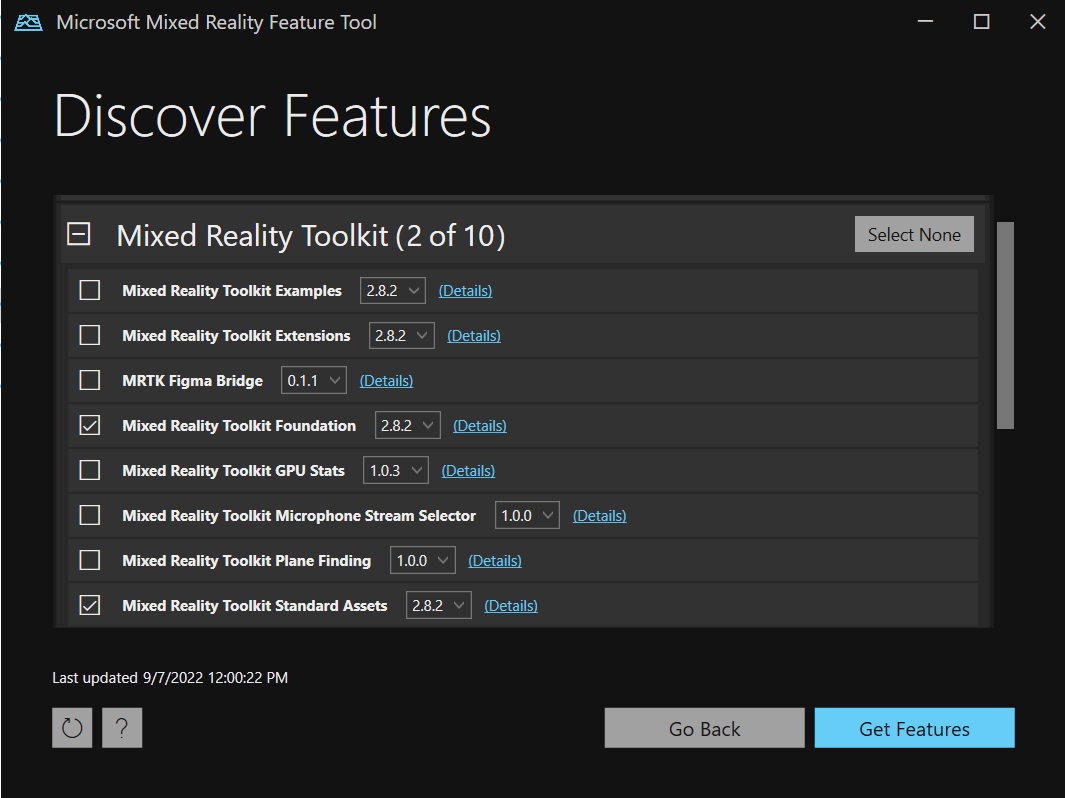 Microsoft Mixed Reality Feature Tool
Discover Features
Mixed Reality Toolkit (2 of 10)
Select None
Mixed Reality Toolkit Examples 2.8.2 (Details)
Mixed Reality Toolkit Extensions 2.8.2 (Details)
MRTK Figma Bridge 0.1.1 (Details)
Mixed Reality Toolkit Foundation 2.8.2 (Details)
Mixed Reality Toolkit GPU Stats 1.0.3 (Details)
Mixed Reality Toolkit Microphone Stream Selector 1.0.0 (Details)
Mixed Reality Toolkit Plane Finding 1.0.0 (Details)
Mixed Reality Toolkit Standard Assets 2.8.2 (Details)
Last updated 9/7/2022 12:00:22 PM
?
Go Back
Get Features